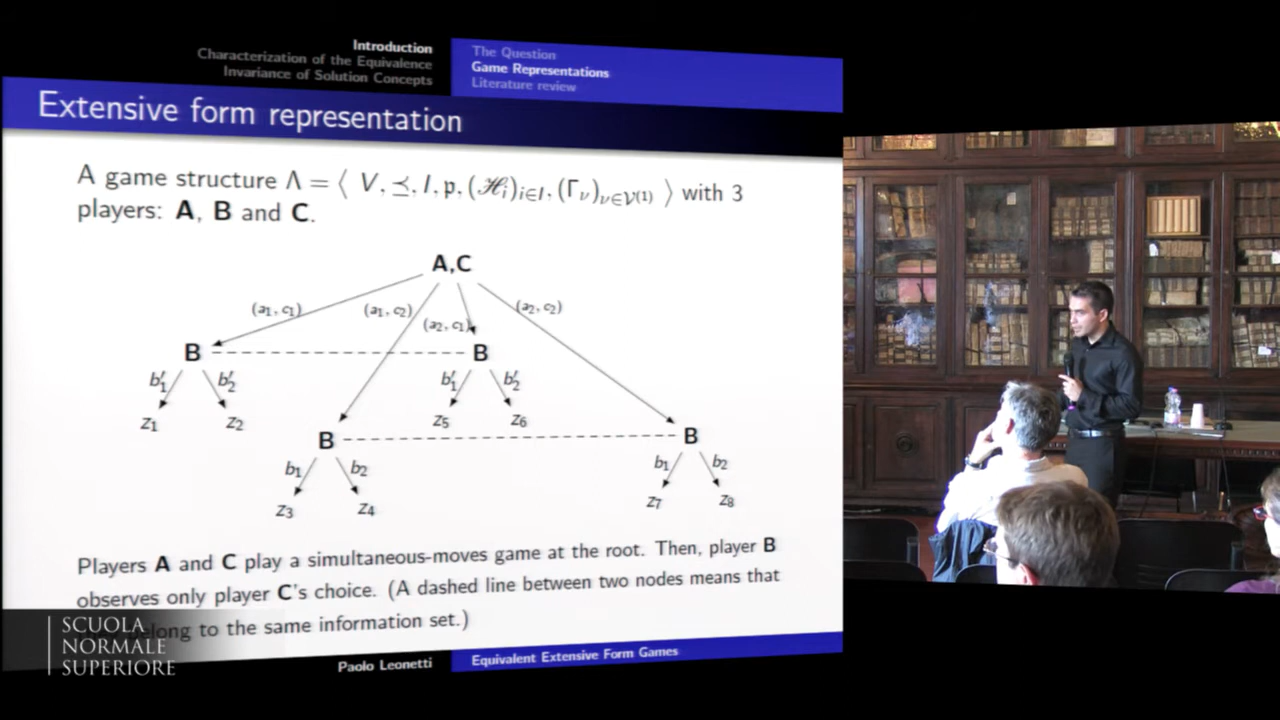 Introduction
Characterization of the Equivalence
Invariance of Solution Concepts
The Question
Game Representations
Literature review
Extensive form representation
A game structure Λ = ⟨ V, ⪯, I, p, (ℋi)i∈I, (Γν)ν∈𝒱(1) ⟩ with 3
players: A, B and C.
A,C
(a1, c1) (a1, c2) (a2, c1) (a2, c2)
B B
b′1 b′2 b′1 b′2
z1 z2 z5 z6
B B
b1 b2 b1 b2
z3 z4 z7 z8
Players A and C play a simultaneous-moves game at the root. Then, player B
observes only player C's choice. (A dashed line between two nodes means that
belong to the same information set.)
SCUOLA
NORMALE
SUPERIORE
Paolo Leonetti
Equivalent Extensive Form Games